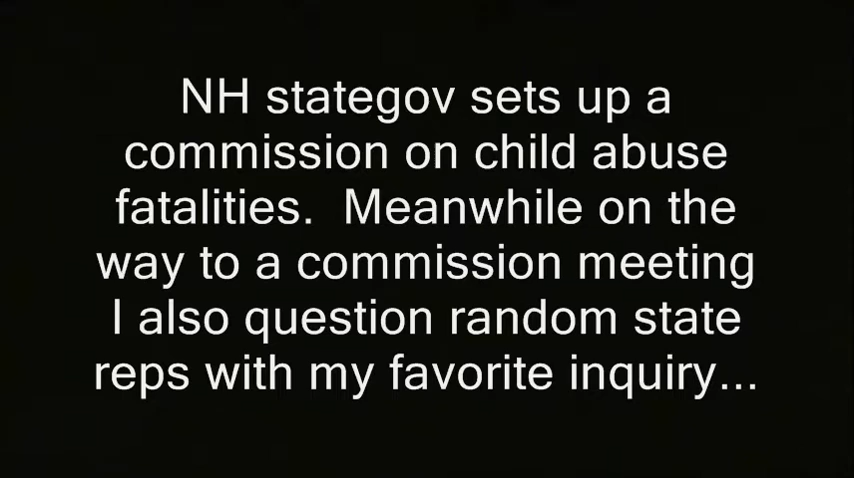 NH stategov sets up a
commission on child abuse
fatalities.  Meanwhile on the
way to a commission meeting
I also question random state
reps with my favorite inquiry...